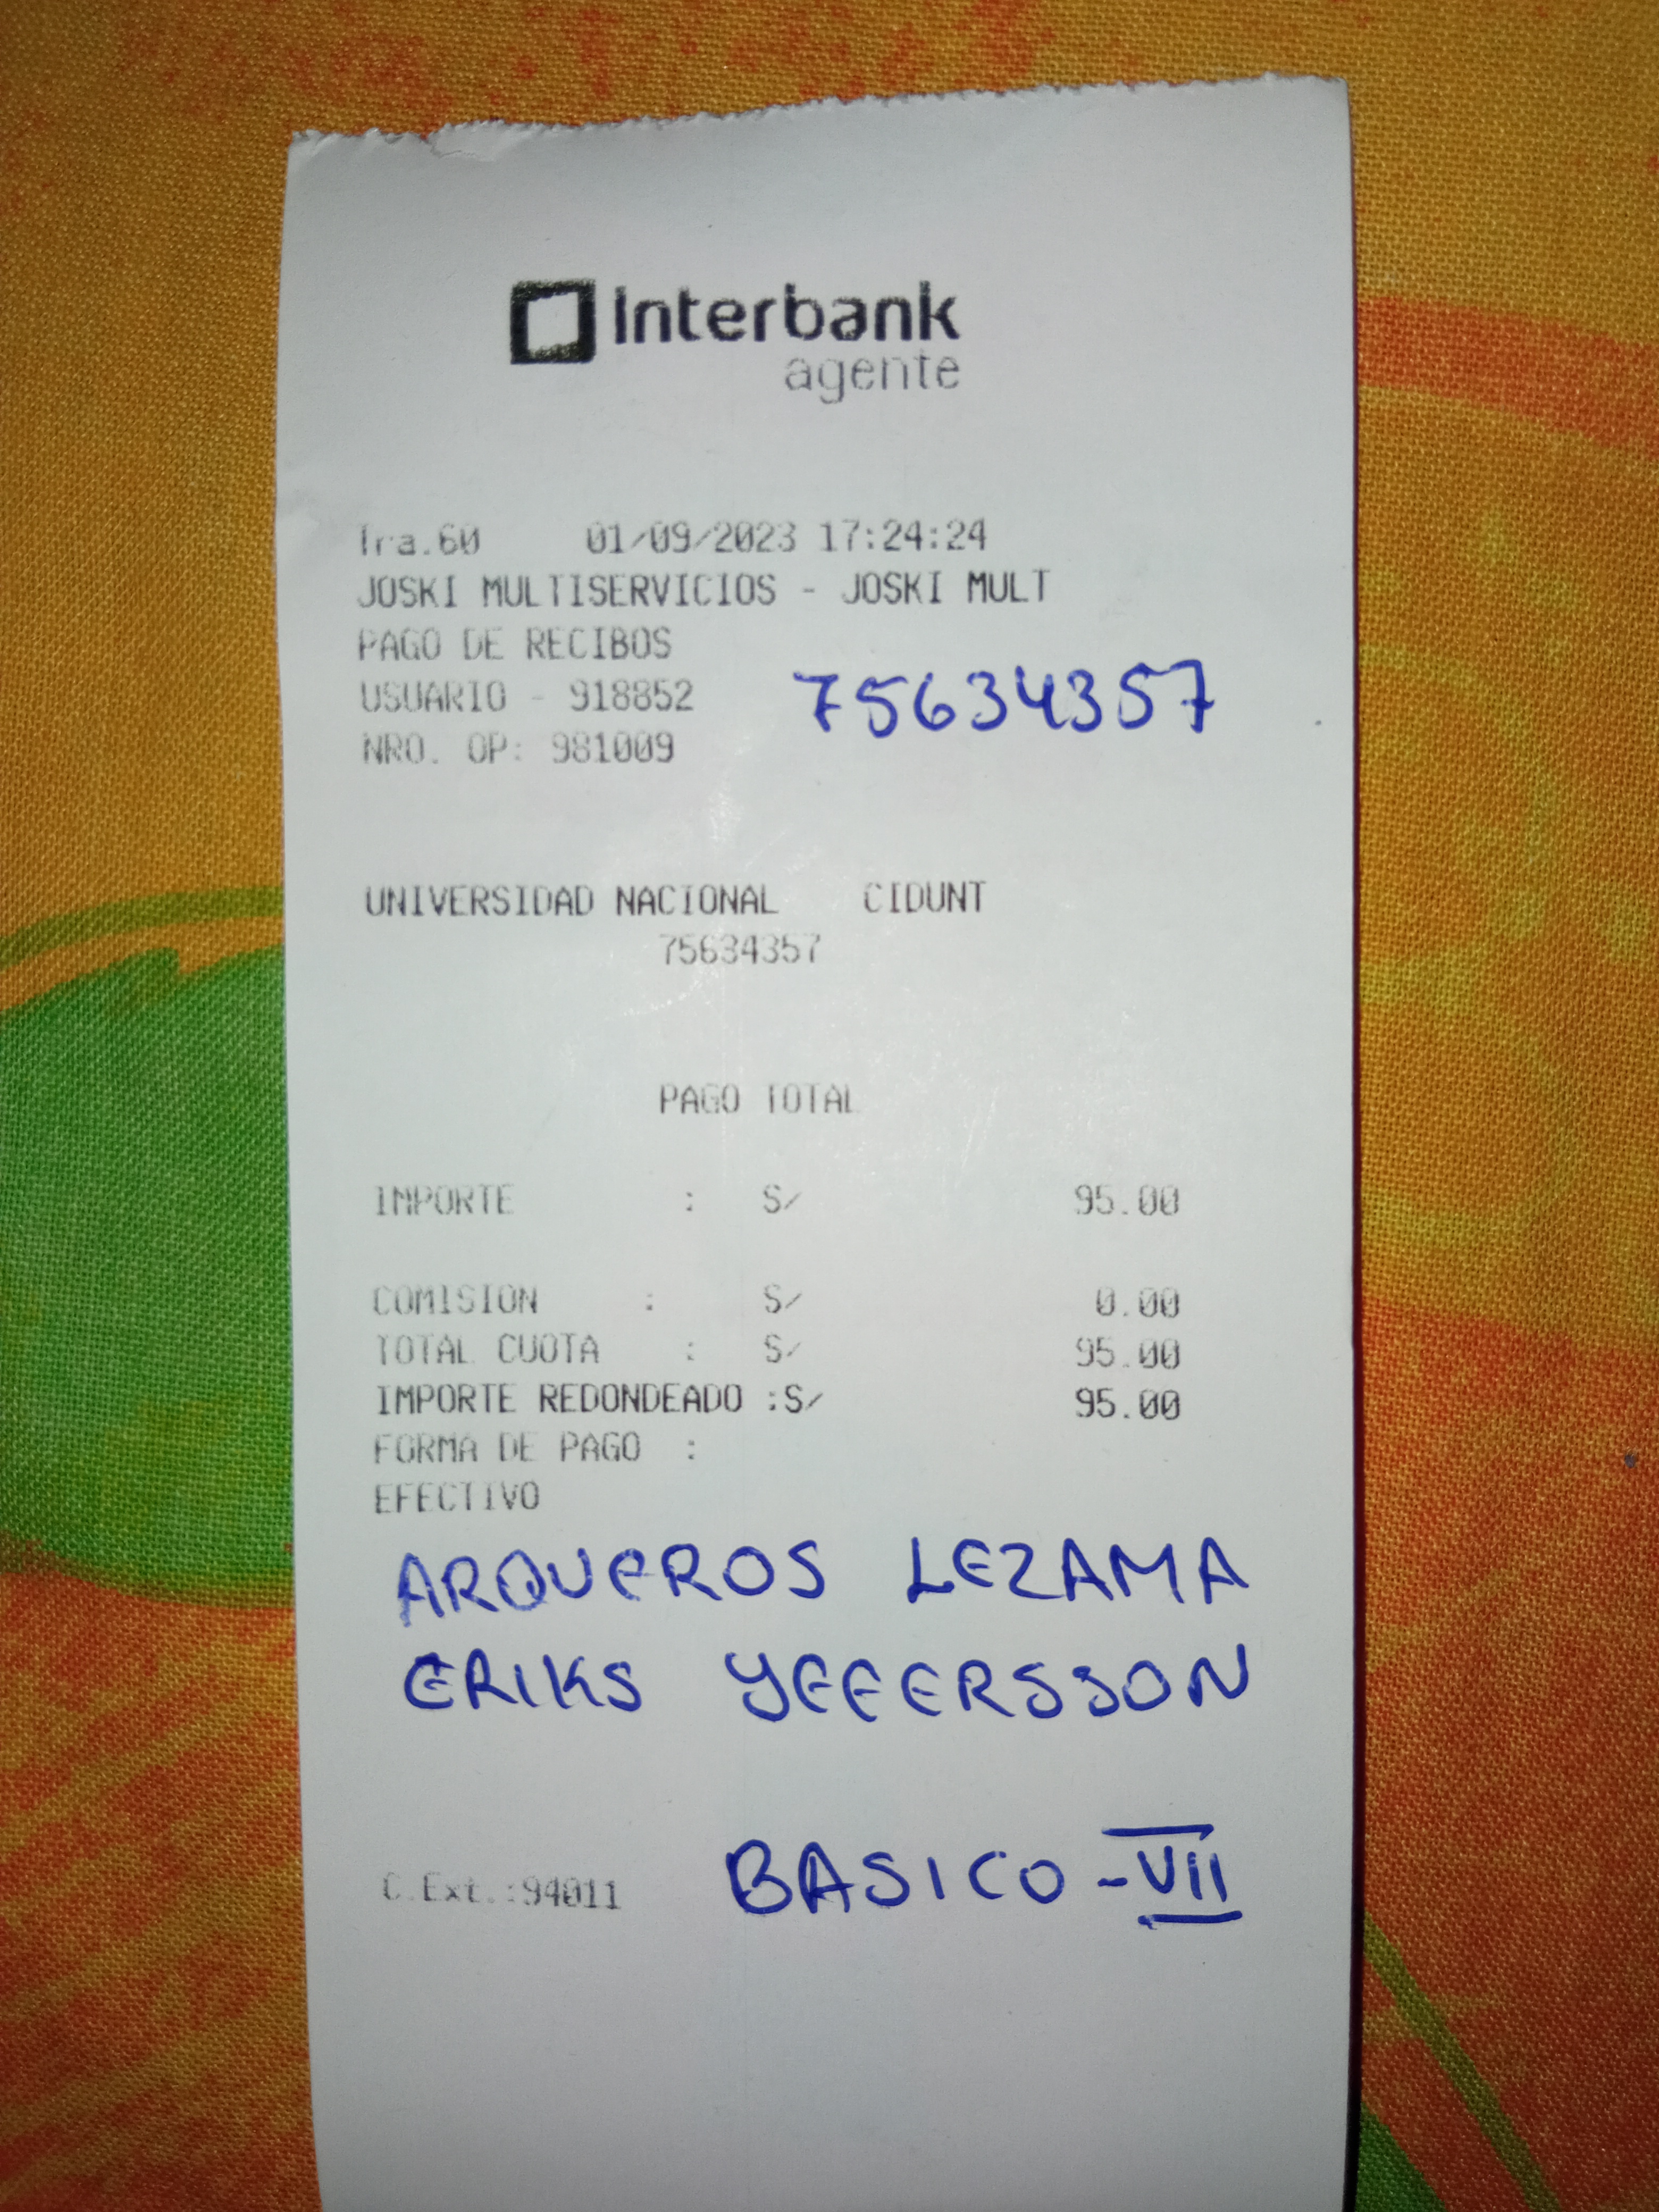 Interbank
agente
Tra.60 01/09/2023 17:24:24
JOSKI MULTISERVICIOS - JOSKI MULT
PAGO DE RECIBOS
USUARIO - 918852
75634357
NRO. OP: 981009
UNIVERSIDAD NACIONAL CIDUNT
75634357
PAGO TOTAL
IMPORTE : S/ 95.00
COMISION : S/ 0.00
TOTAL CUOTA : S/ 95.00
IMPORTE REDONDEADO :S/ 95.00
FORMA DE PAGO :
EFECTIVO
ARQUEROS LEZAMA
ERIKS YEFERSSON
C.Ext.:94011 BASICO-VII